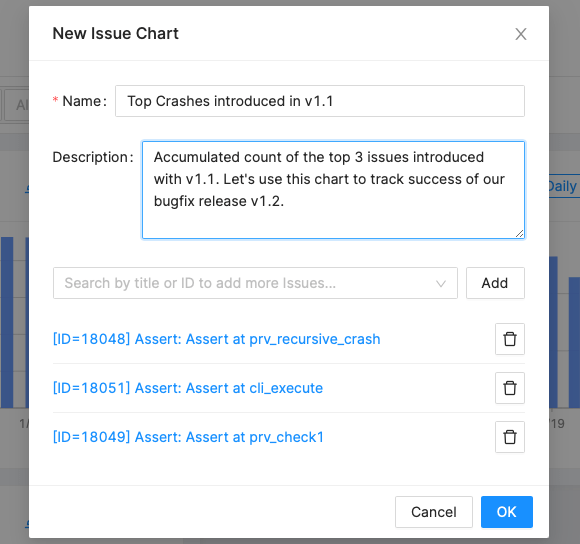 New Issue Chart
* Name:
Top Crashes introduced in v1.1
Description:
Accumulated count of the top 3 issues introduced
with v1.1. Let's use this chart to track success of our
bugfix release v1.2.
Daily
Search by title or ID to add more Issues...
Add
[ID=18048] Assert: Assert at prv_recursive_crash
[ID=18051] Assert: Assert at cli_execute
[ID=18049] Assert: Assert at prv_check1
Cancel
OK